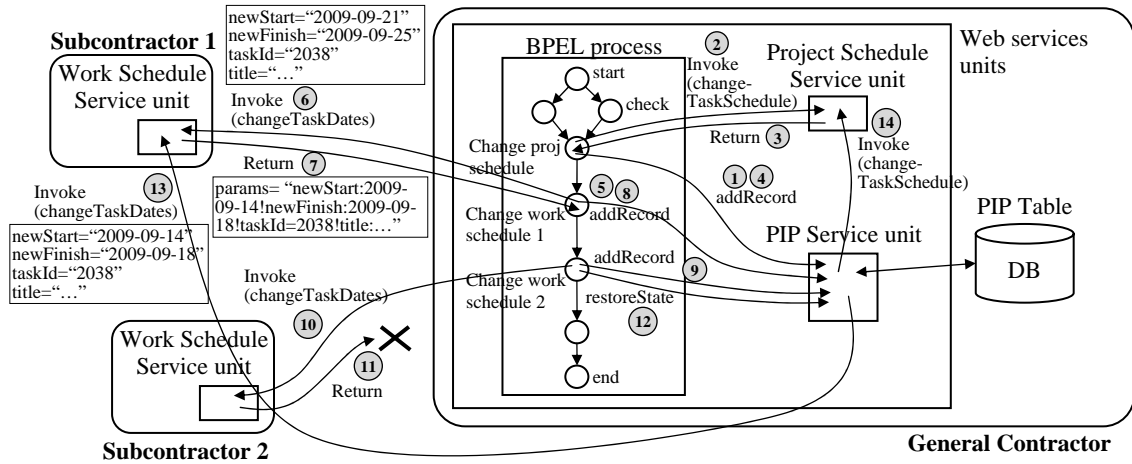 Subcontractor 1
Work Schedule
Service unit
newStart=“2009-09-21”
newFinish=“2009-09-25”
taskId=“2038”
title=“…”
Invoke 6
(changeTaskDates)
Return 7
params= “newStart:2009-
09-14!newFinish:2009-09-
18!taskId=2038!title:…”
13
Invoke
(changeTaskDates)
newStart=“2009-09-14”
newFinish=“2009-09-18”
taskId=“2038”
title=“…”
Invoke
(changeTaskDates)
10
11
Return
Work Schedule
Service unit
Subcontractor 2
BPEL process
start
check
Change proj
schedule
5 8
addRecord
Change work
schedule 1
addRecord 9
Change work
schedule 2
restoreState
12
end
2
Invoke
(change-
TaskSchedule)
Return 3
1 4
addRecord
Project Schedule
Service unit
14
Invoke
(change-
TaskSchedule)
PIP Service unit
Web services
units
PIP Table
DB
General Contractor